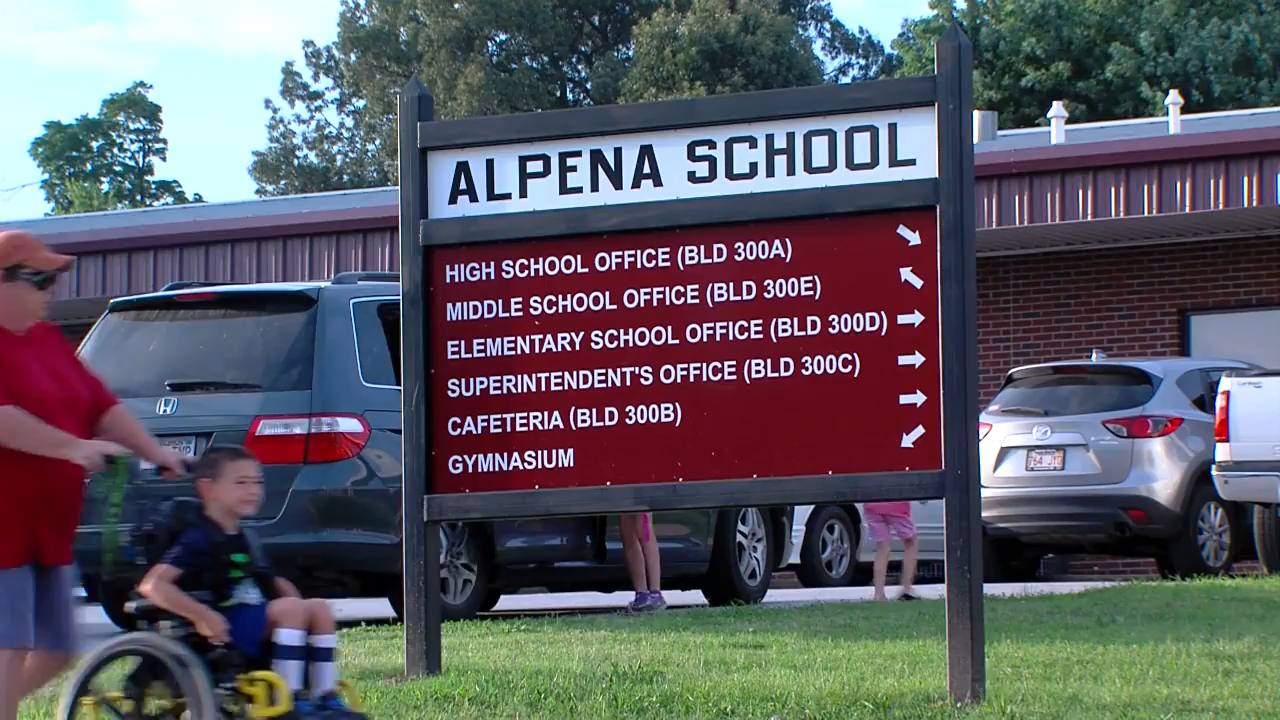 ALPENA SCHOOL
HIGH SCHOOL OFFICE (BLD 300A)
MIDDLE SCHOOL OFFICE (BLD 300E)
ELEMENTARY SCHOOL OFFICE (BLD 300D)
SUPERINTENDENT'S OFFICE (BLD 300C)
CAFETERIA (BLD 300B)
GYMNASIUM